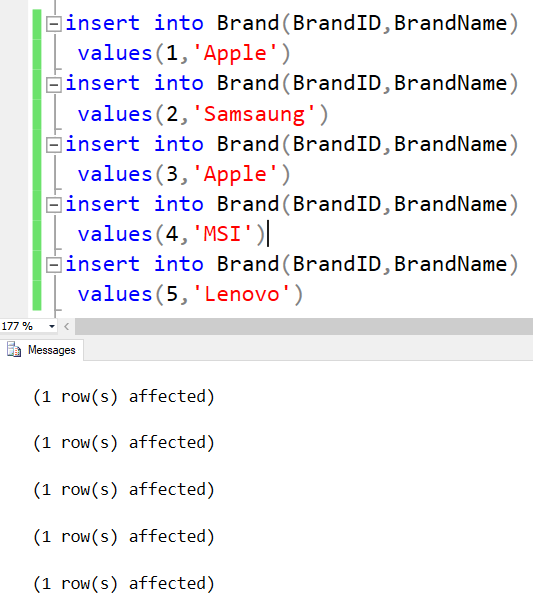 insert into Brand(BrandID,BrandName)
values(1,'Apple')
insert into Brand(BrandID,BrandName)
values(2,'Samsaung')
insert into Brand(BrandID,BrandName)
values(3,'Apple')
insert into Brand(BrandID,BrandName)
values(4,'MSI')
insert into Brand(BrandID,BrandName)
values(5,'Lenovo')
177 %
Messages
(1 row(s) affected)
(1 row(s) affected)
(1 row(s) affected)
(1 row(s) affected)
(1 row(s) affected)